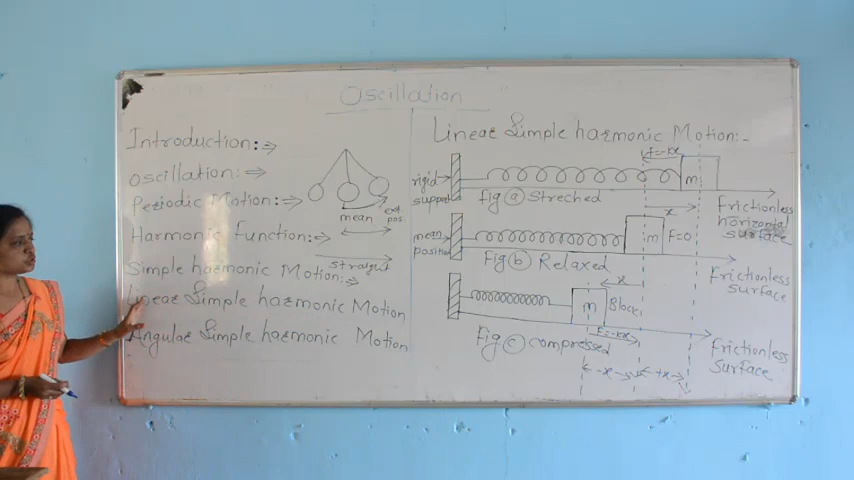 Oscillation
Introduction:⇒
Oscillation:⇒
Periodic Motion:⇒
Harmonic function:⇒
Simple harmonic Motion:⇒
Linear Simple harmonic Motion
Angular Simple harmonic Motion
mean
ext
pos.
straight
Linear Simple harmonic Motion:-
f=-kx
rigid
support
m
fig (a) Streched
x
Frictionless
horizontal
surface
mean
position
m f=0
fig (b) Relaxed
Frictionless
surface
x
m Block
f=-kx
fig (c) compressed
Frictionless
surface
-x +x